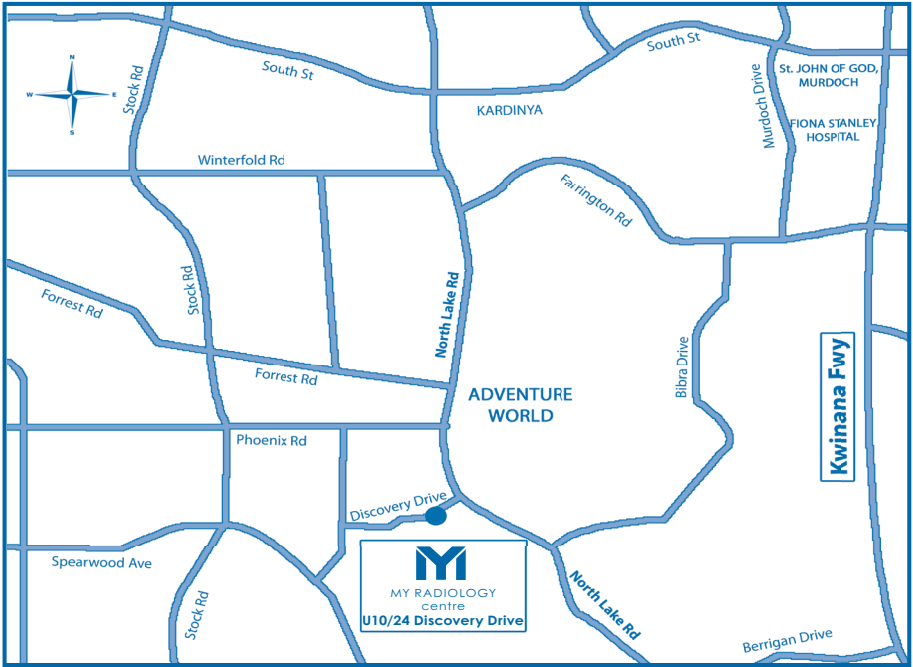 N
W
E
S
Stock Rd
South St
South St
KARDINYA
Murdoch Drive
St. JOHN OF GOD,
MURDOCH
FIONA STANLEY
HOSPITAL
Winterfold Rd
Farrington Rd
Stock Rd
Forrest Rd
North Lake Rd
Forrest Rd
Bibra Drive
Kwinana Fwy
ADVENTURE
WORLD
Phoenix Rd
Discovery Drive
Spearwood Ave
MY RADIOLOGY
centre
U10/24 Discovery Drive
Stock Rd
North Lake Rd
Berrigan Drive